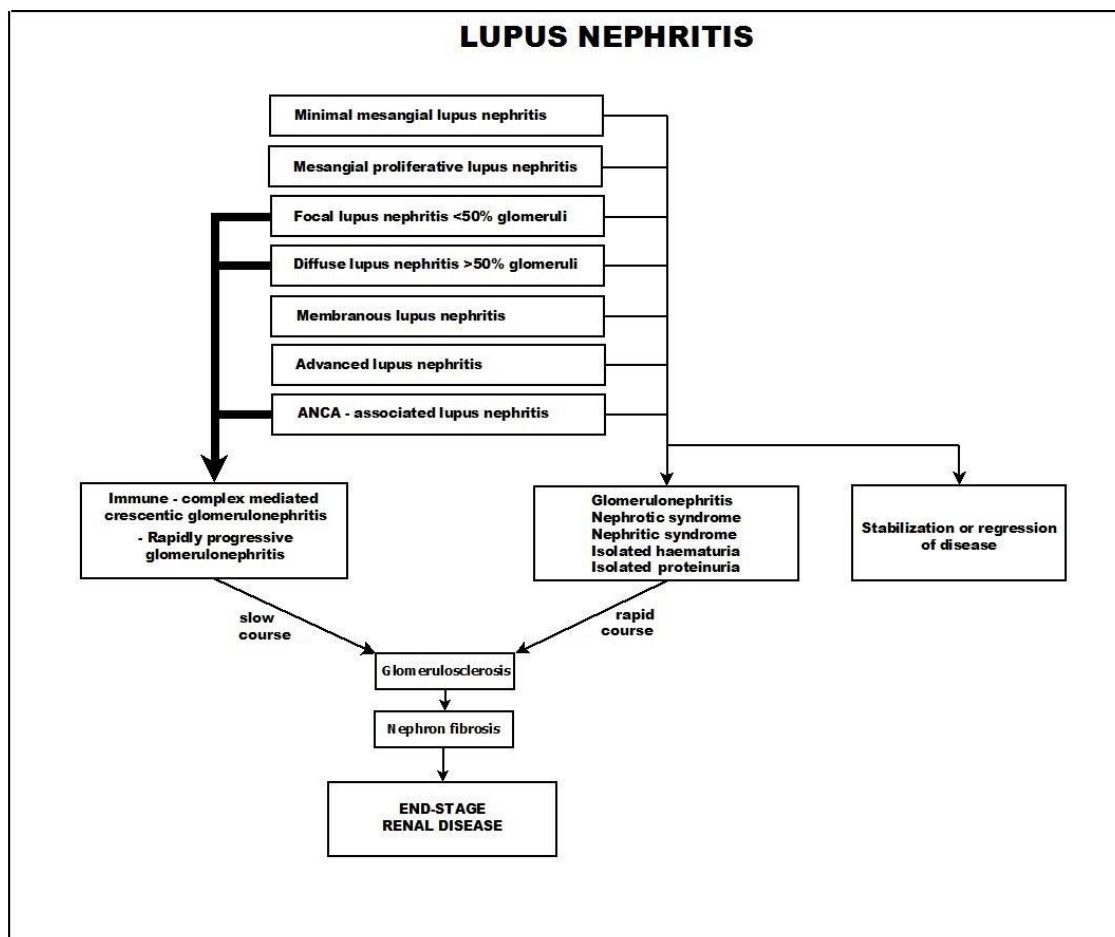 LUPUS NEPHRITIS
Minimal mesangial lupus nephritis
Mesangial proliferative lupus nephritis
Focal lupus nephritis <50% glomeruli
Diffuse lupus nephritis >50% glomeruli
Membranous lupus nephritis
Advanced lupus nephritis
ANCA - associated lupus nephritis
Immune - complex mediated
crescentic glomerulonephritis
- Rapidly progressive
glomerulonephritis
Glomerulonephritis
Nephrotic syndrome
Nephritic syndrome
Isolated haematuria
Isolated proteinuria
Stabilization or regression
of disease
slow
course
rapid
course
Glomerulosclerosis
Nephron fibrosis
END-STAGE
RENAL DISEASE